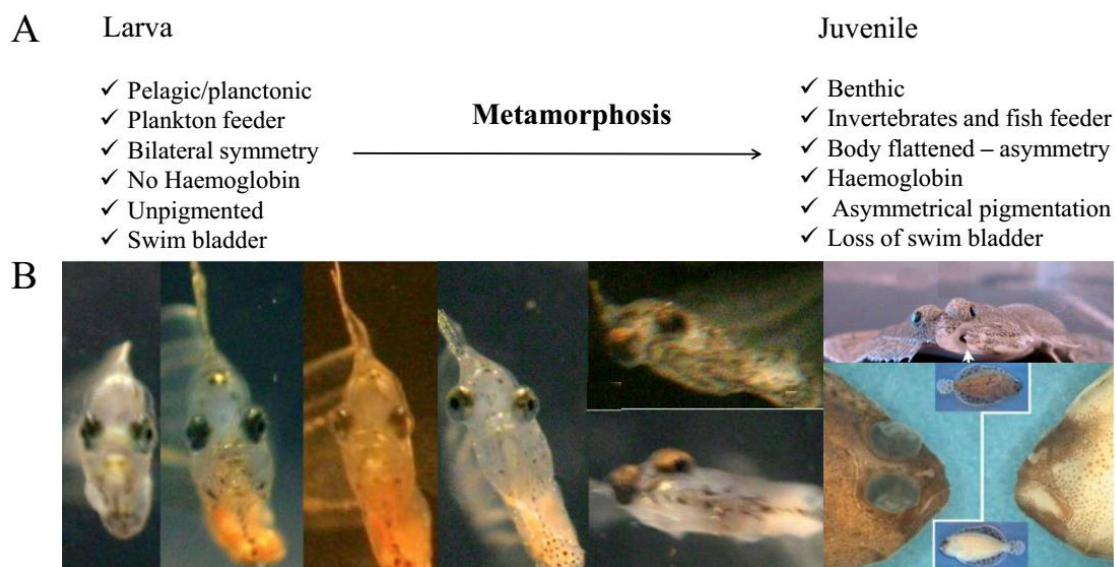 A
Larva
Juvenile
✓ Pelagic/planctonic
✓ Plankton feeder
✓ Bilateral symmetry
✓ No Haemoglobin
✓ Unpigmented
✓ Swim bladder
Metamorphosis
✓ Benthic
✓ Invertebrates and fish feeder
✓ Body flattened – asymmetry
✓ Haemoglobin
✓ Asymmetrical pigmentation
✓ Loss of swim bladder
B